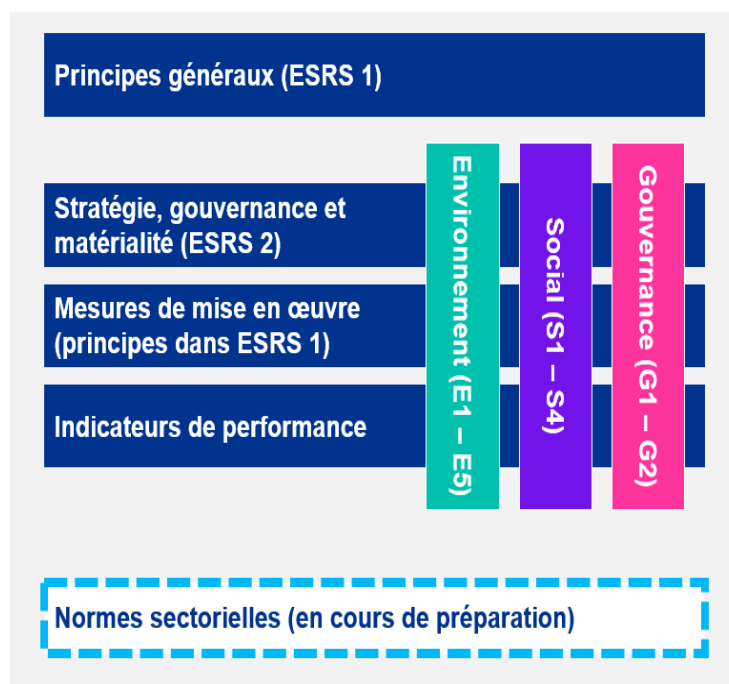 Principes généraux (ESRS 1)
Stratégie, gouvernance et
matérialité (ESRS 2)
Mesures de mise en œuvre
(principes dans ESRS 1)
Indicateurs de performance
Environnement (E1 – E5)
Social (S1 – S4)
Gouvernance (G1 – G2)
Normes sectorielles (en cours de préparation)